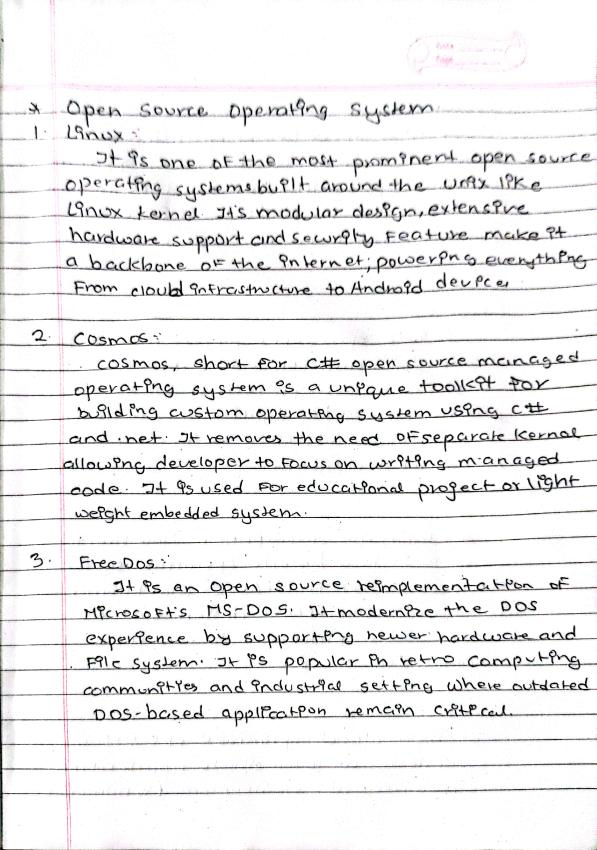 * Open Source Operating System
1. Linux:
It is one of the most prominent open source
operating systems built around the unix like
Linux kernel It's modular design, extensive
hardware support and security Feature make it
a backbone of the internet; powering everything
From cloud infrastructure to Android device
2. Cosmos:
cosmos, short for C# open source managed
operating system is a unique toolkit for
building custom operating system using C#
and .net. It removes the need of separate Kernel
allowing developer to focus on writing managed
code. It is used For educational project or light
weight embedded system.
3. Free Dos:
It is an open source reimplementation of
Microsoft's MS-DOS. It modernize the DOS
experience by supporting newer hardware and
File system. It is popular in retro computing
communities and industrial setting where outdated
DOS-based application remain critical.